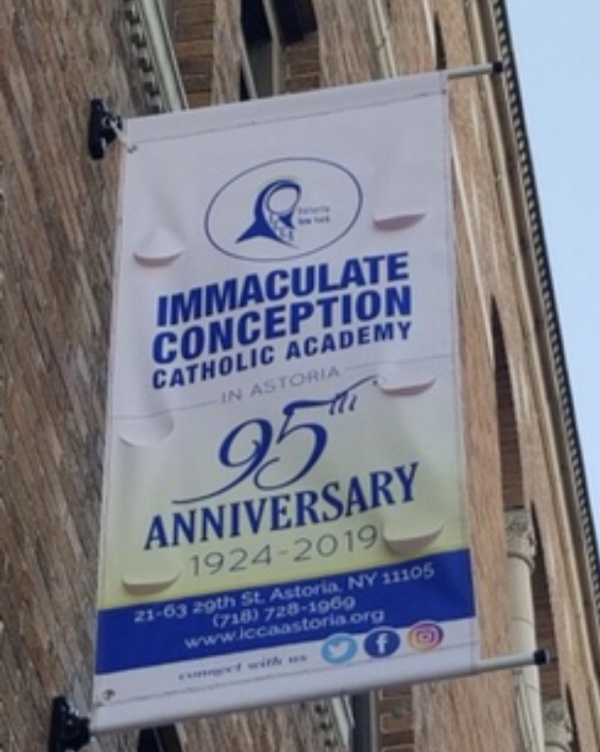 Astoria
New York
IMMACULATE
CONCEPTION
CATHOLIC ACADEMY
IN ASTORIA
95TH
ANNIVERSARY
1924-2019
21-63 29th St. Astoria, NY 11105
(718) 728-1969
www.iccaastoria.org
connect with us